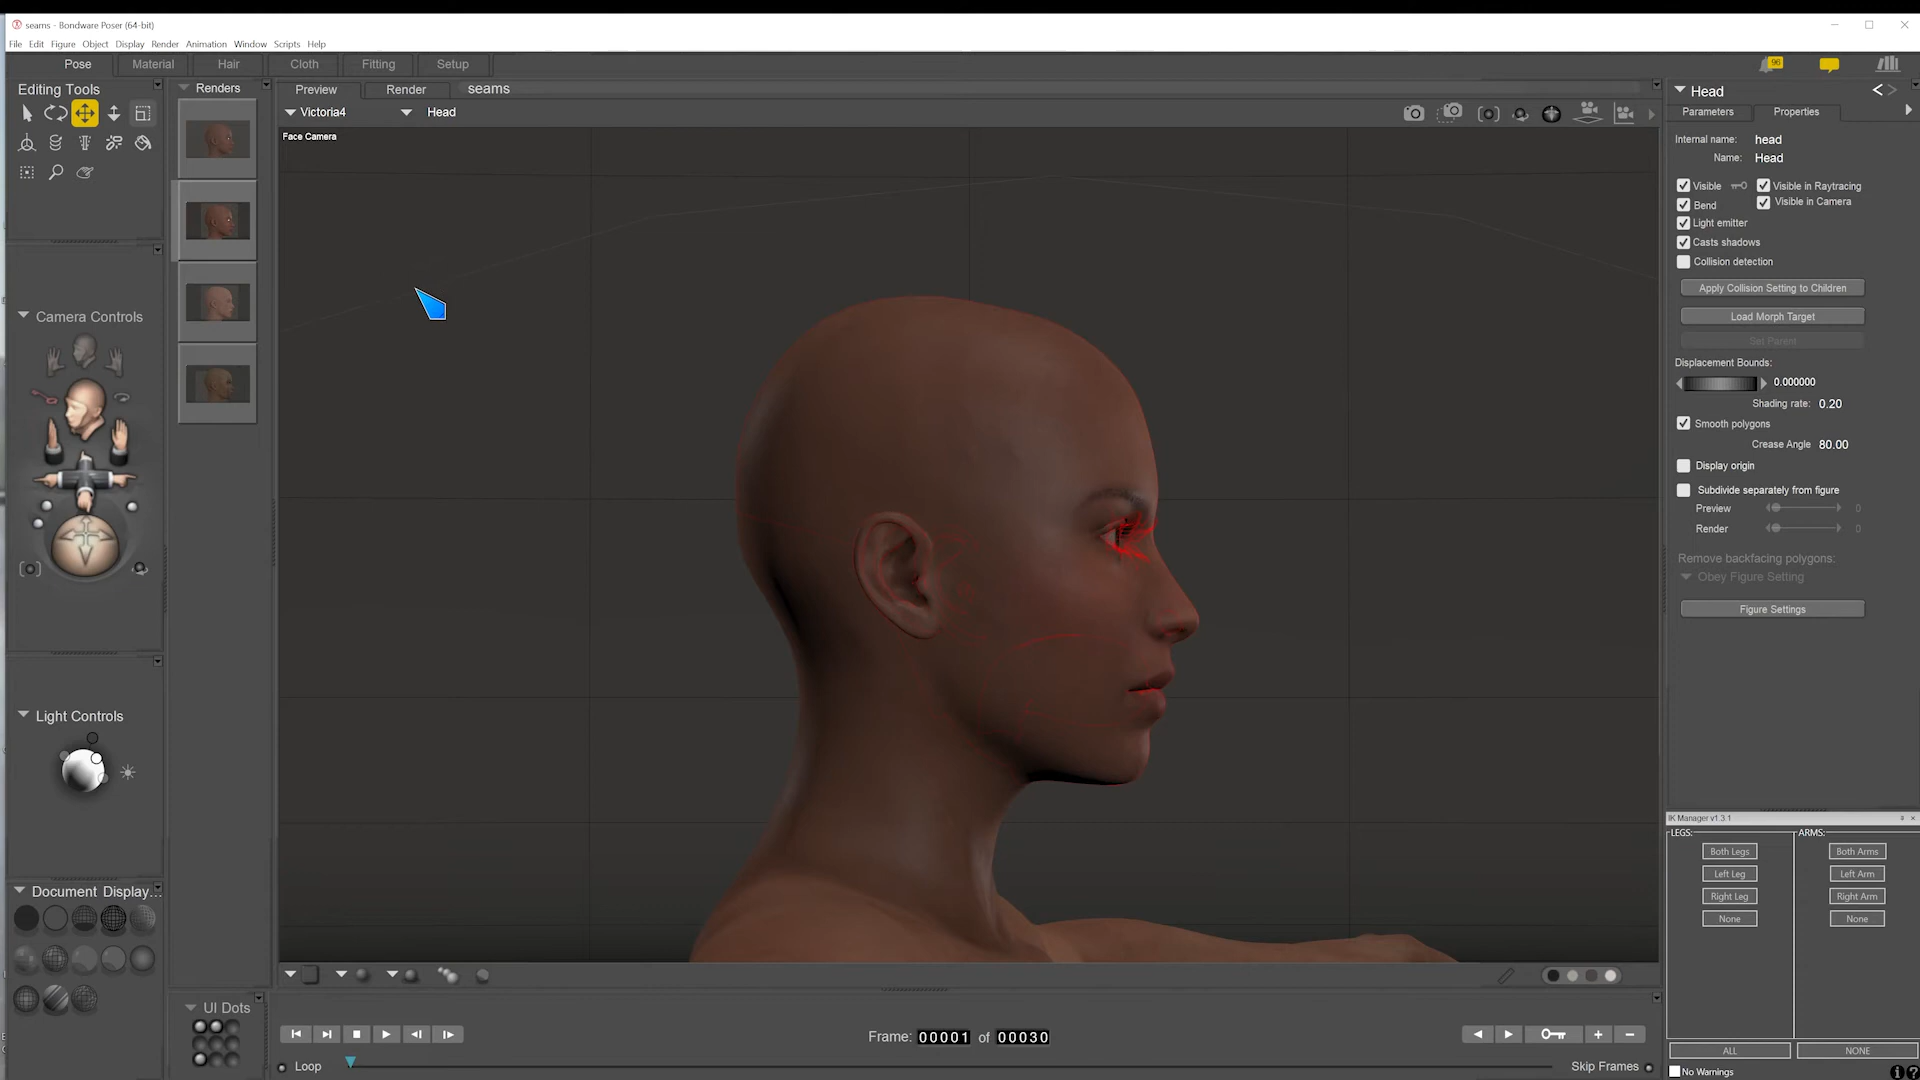 seams - Bondware Poser (64-bit)
File Edit Figure Object Display Render Animation Window Scripts Help
Pose Material Hair Cloth Fitting Setup
96
Editing Tools
Renders
Preview Render seams
Victoria4 Head
Face Camera
Camera Controls
Light Controls
Document Display...
UI Dots
Frame: 00001 of 00030
Loop
Skip Frames
Head
Parameters Properties
Internal name: head
Name: Head
Visible Visible in Raytracing
Bend Visible in Camera
Light emitter
Casts shadows
Collision detection
Apply Collision Setting to Children
Load Morph Target
Set Parent
Displacement Bounds:
0.000000
Shading rate: 0.20
Smooth polygons
Crease Angle 80.00
Display origin
Subdivide separately from figure
Preview 0
Render 0
Remove backfacing polygons:
Obey Figure Setting
Figure Settings
IK Manager v1.3.1
LEGS: ARMS:
Both Legs Both Arms
Left Leg Left Arm
Right Leg Right Arm
None None
ALL NONE
No Warnings